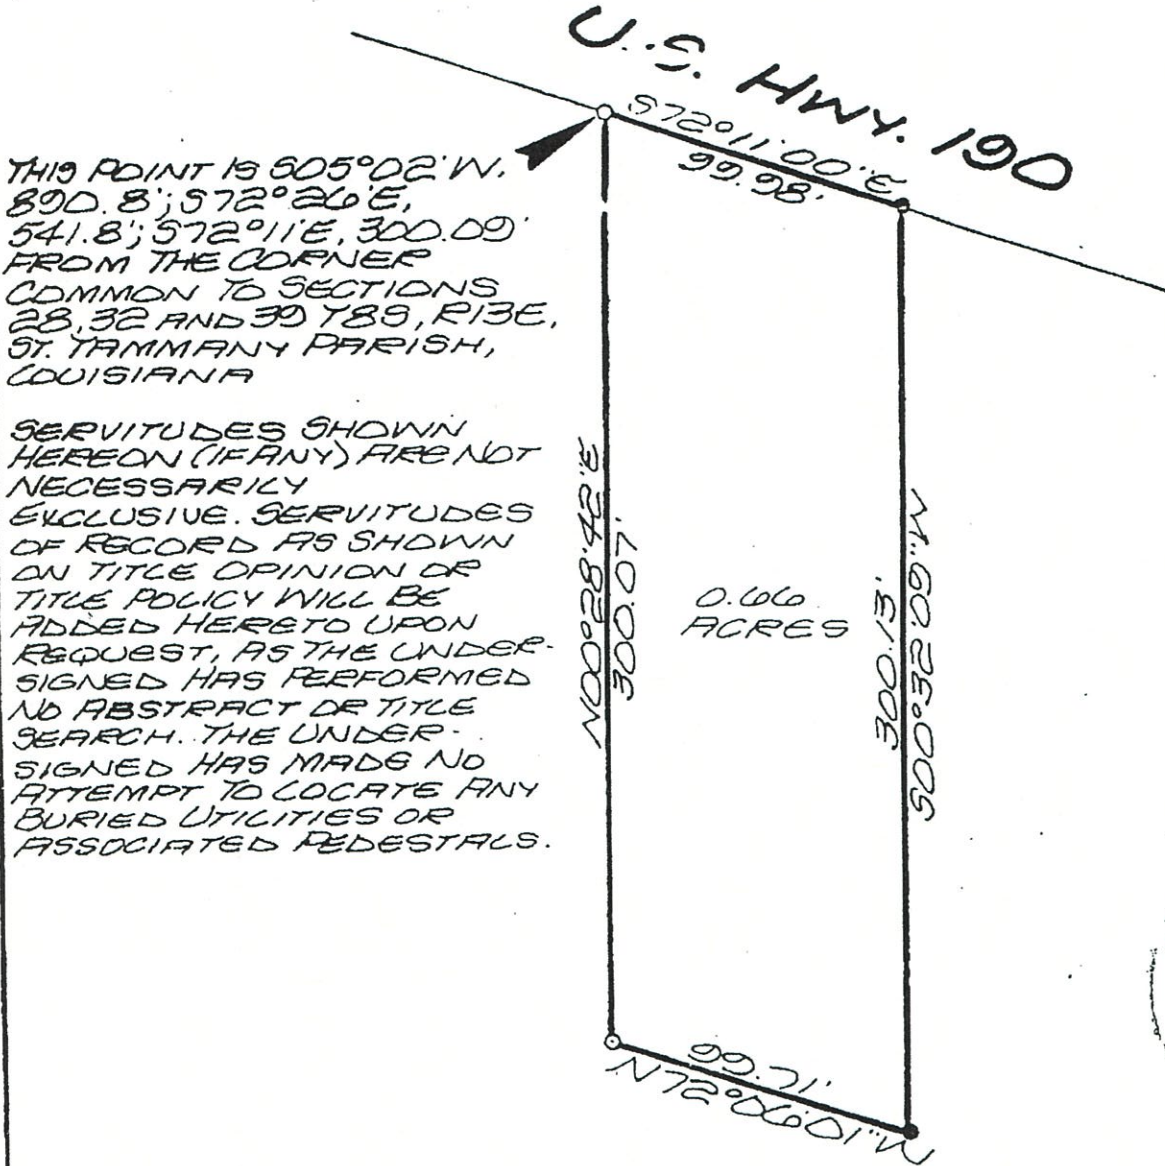 U.S. HWY. 190
S72°11'00"E
99.98'
THIS POINT IS S05°02'W,
890.8'; S72°26'E,
541.8'; S72°11'E, 300.09'
FROM THE CORNER
COMMON TO SECTIONS
28, 32 AND 39 T8S, R13E,
ST. TAMMANY PARISH,
LOUISIANA
SERVITUDES SHOWN
HEREON (IF ANY) ARE NOT
NECESSARILY
EXCLUSIVE. SERVITUDES
OF RECORD AS SHOWN
ON TITLE OPINION OR
TITLE POLICY WILL BE
ADDED HERETO UPON
REQUEST, AS THE UNDER-
SIGNED HAS PERFORMED
NO ABSTRACT OR TITLE
SEARCH. THE UNDER-
SIGNED HAS MADE NO
ATTEMPT TO LOCATE ANY
BURIED UTILITIES OR
ASSOCIATED PEDESTALS.
N00°28'42"E
300.07'
0.66
ACRES
300.13'
S00°32'09"W
99.71'
N72°06'01"W